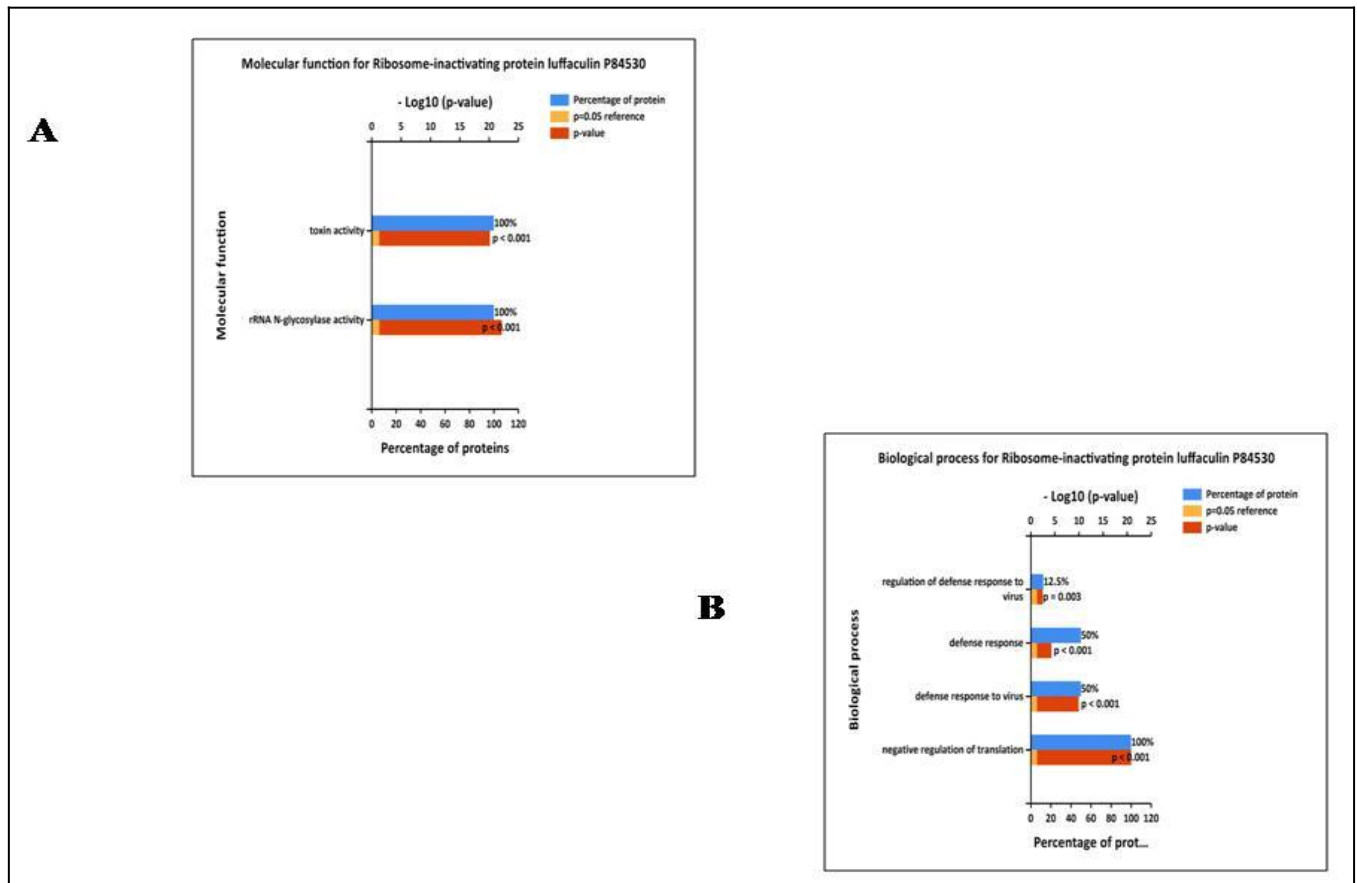 A
Molecular function for Ribosome-inactivating protein luffaculin P84530
- Log10 (p-value)
Percentage of protein
p=0.05 reference
p-value
0 5 10 15 20 25
Molecular function
toxin activity
100%
p < 0.001
rRNA N-glycosylase activity
100%
p < 0.001
0 20 40 60 80 100 120
Percentage of proteins
B
Biological process for Ribosome-inactivating protein luffaculin P84530
- Log10 (p-value)
Percentage of protein
p=0.05 reference
p-value
0 5 10 15 20 25
Biological process
regulation of defense response to
virus
12.5%
p = 0.003
defense response
50%
p < 0.001
defense response to virus
50%
p < 0.001
negative regulation of translation
100%
p < 0.001
0 20 40 60 80 100 120
Percentage of prot...